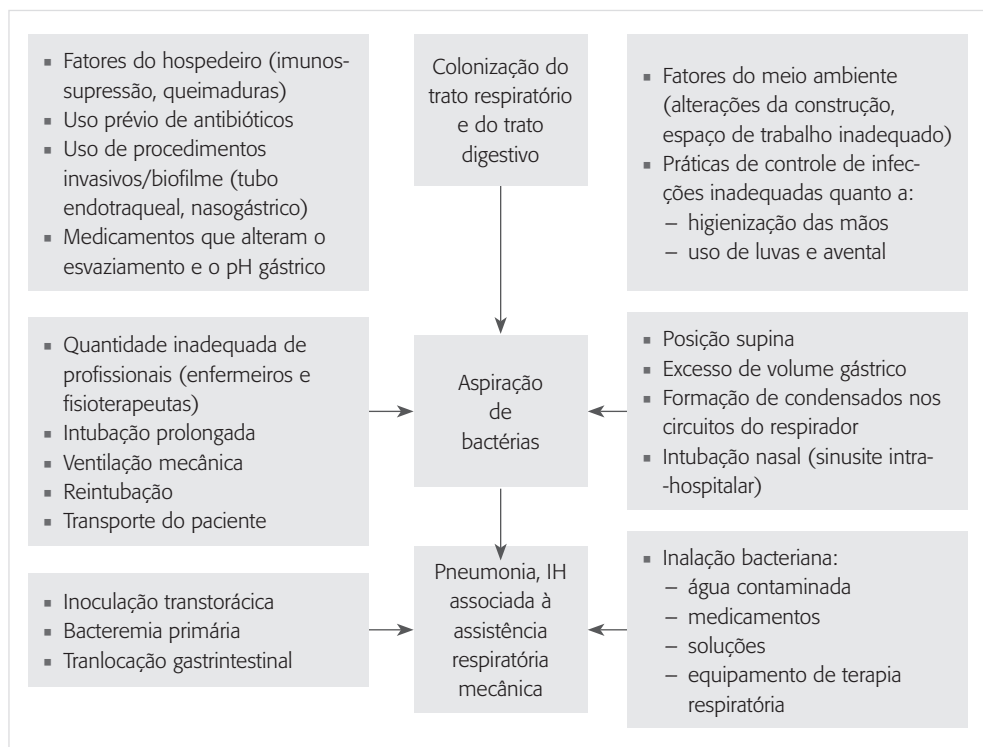 ▪ Fatores do hospedeiro (imunos-
supressão, queimaduras)
▪ Uso prévio de antibióticos
▪ Uso de procedimentos
invasivos/biofilme (tubo
endotraqueal, nasogástrico)
▪ Medicamentos que alteram o
esvaziamento e o pH gástrico
Colonização do
trato respiratório
e do trato
digestivo
▪ Fatores do meio ambiente
(alterações da construção,
espaço de trabalho inadequado)
▪ Práticas de controle de infec-
ções inadequadas quanto a:
– higienização das mãos
– uso de luvas e avental
▪ Quantidade inadequada de
profissionais (enfermeiros e
fisioterapeutas)
▪ Intubação prolongada
▪ Ventilação mecânica
▪ Reintubação
▪ Transporte do paciente
Aspiração
de
bactérias
▪ Posição supina
▪ Excesso de volume gástrico
▪ Formação de condensados nos
circuitos do respirador
▪ Intubação nasal (sinusite intra-
-hospitalar)
▪ Inoculação transtorácica
▪ Bacteremia primária
▪ Tranlocação gastrintestinal
Pneumonia, IH
associada à
assistência
respiratória
mecânica
▪ Inalação bacteriana:
– água contaminada
– medicamentos
– soluções
– equipamento de terapia
respiratória